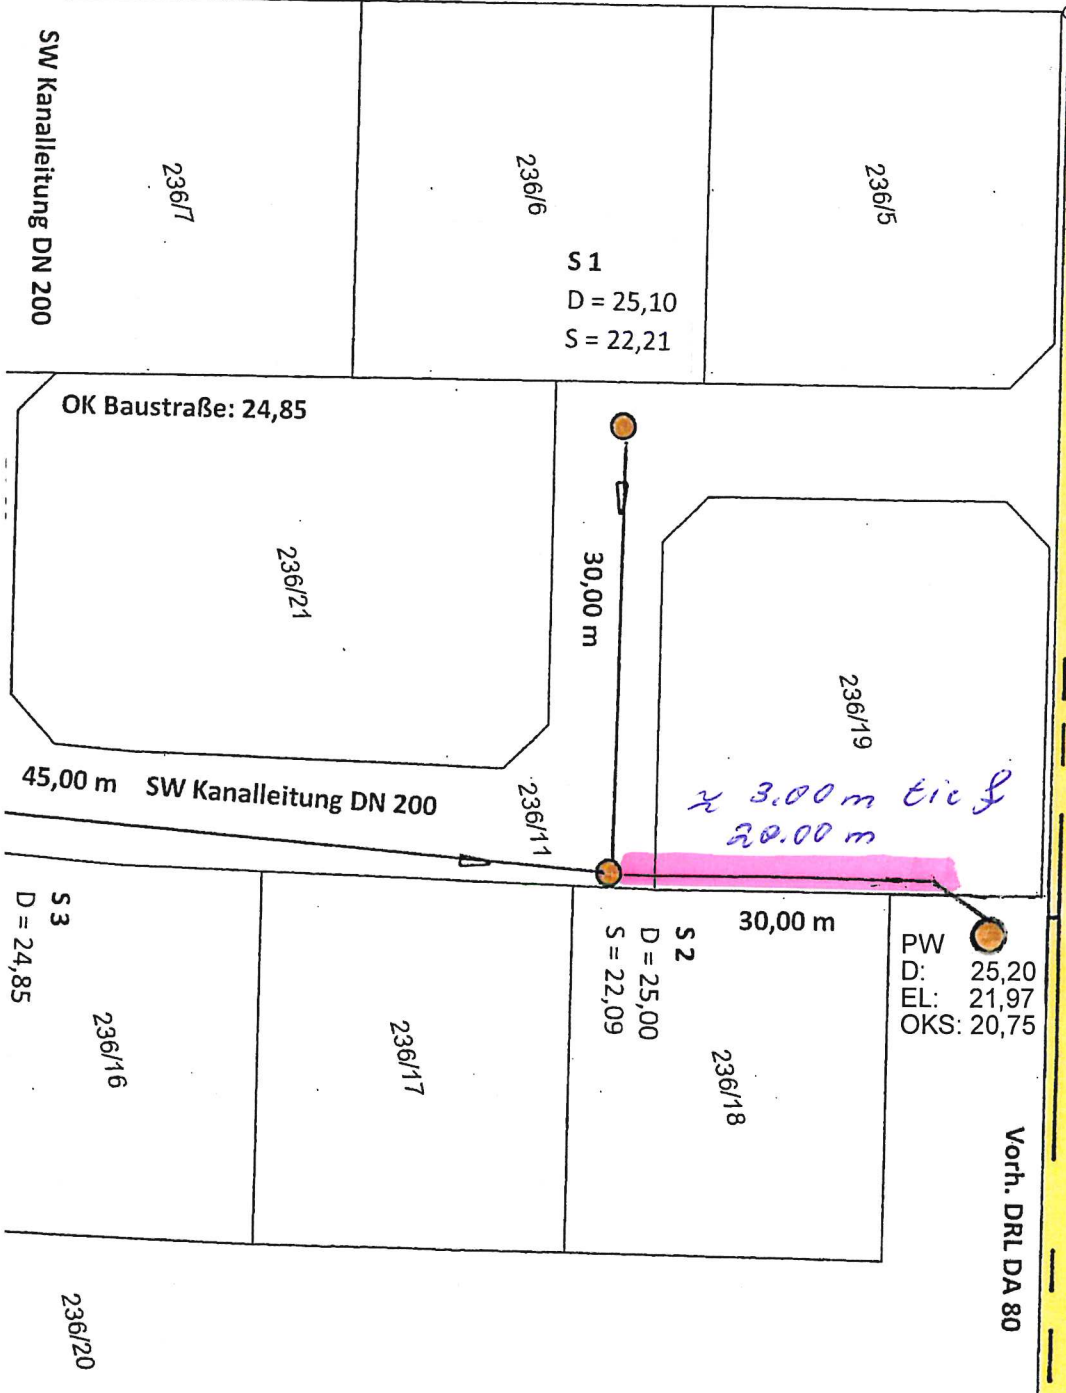 SW Kanalleitung DN 200
236/7
236/6
236/5
S 1
D = 25,10
S = 22,21
OK Baustraße: 24,85
30,00 m
236/21
236/19
≈ 3.00 m tief
20.00 m
45,00 m SW Kanalleitung DN 200
236/11
30,00 m
S 3
D = 24,85
S 2
D = 25,00
S = 22,09
PW
D: 25,20
EL: 21,97
OKS: 20,75
236/16
236/17
236/18
Vorh. DRL DA 80
236/20